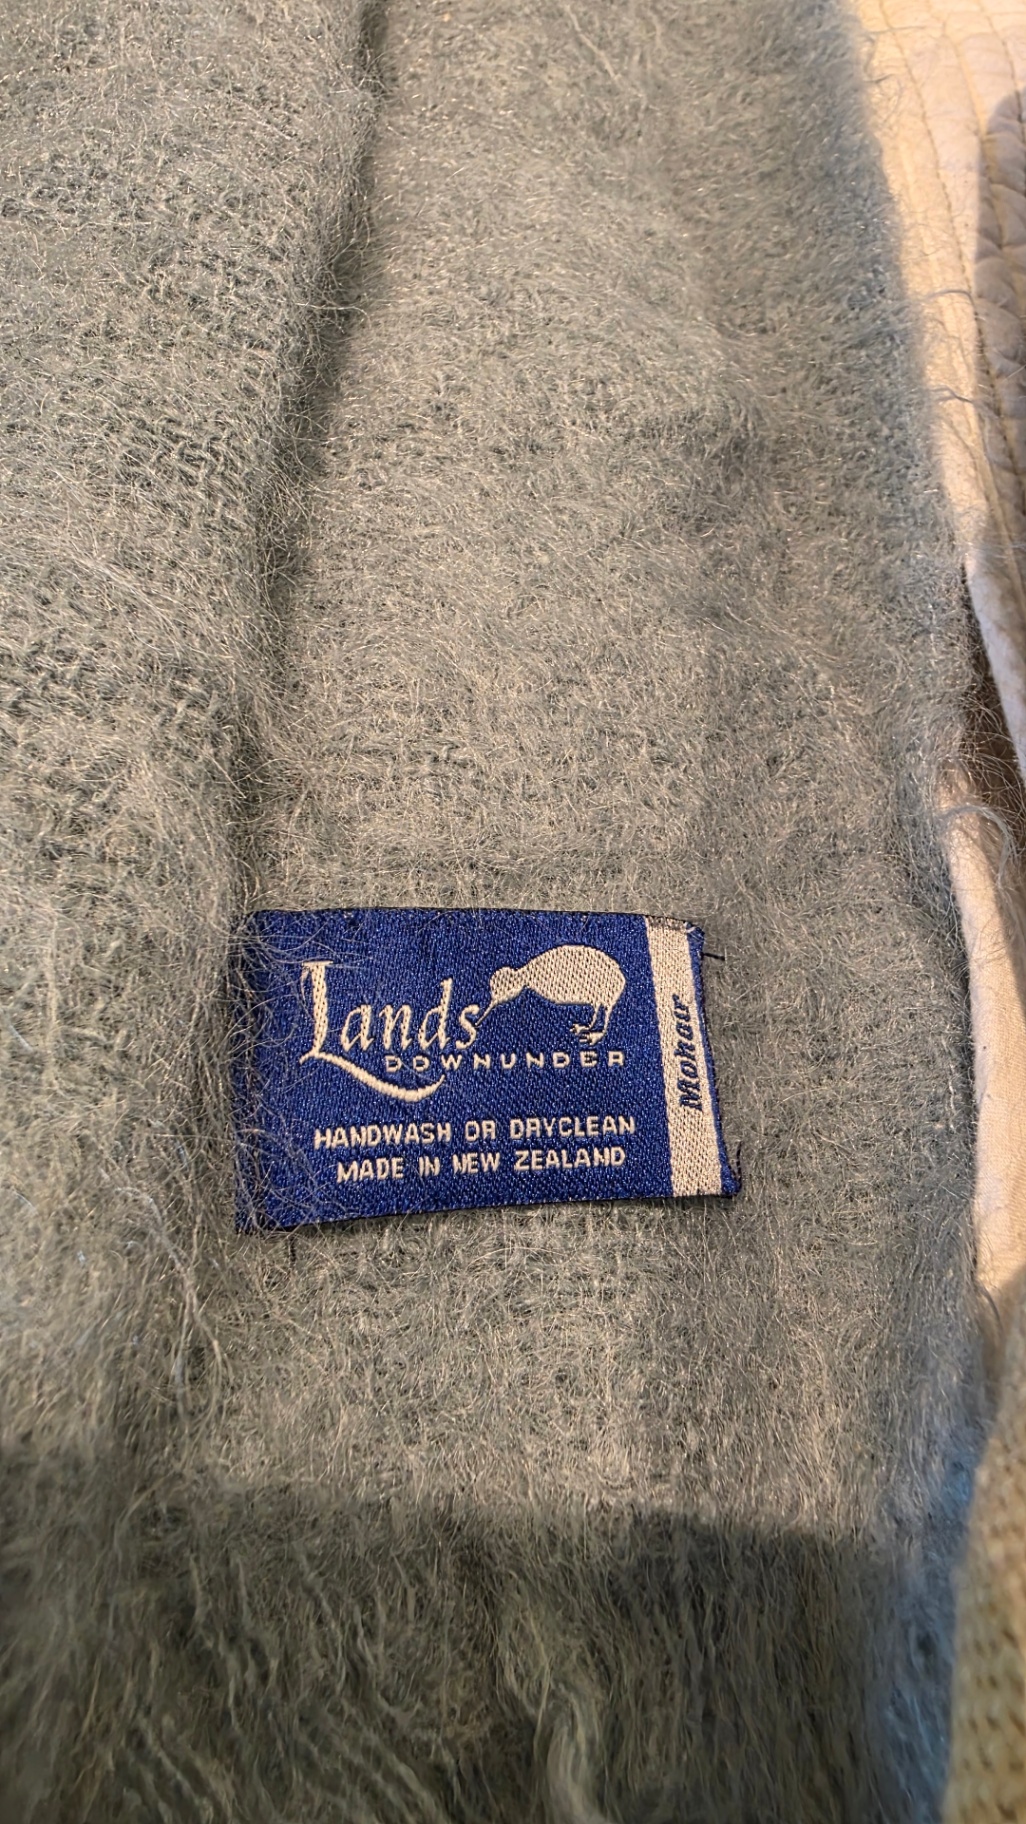 Lands
DOWNUNDER
HANDWASH OR DRYCLEAN
MADE IN NEW ZEALAND
Mohair